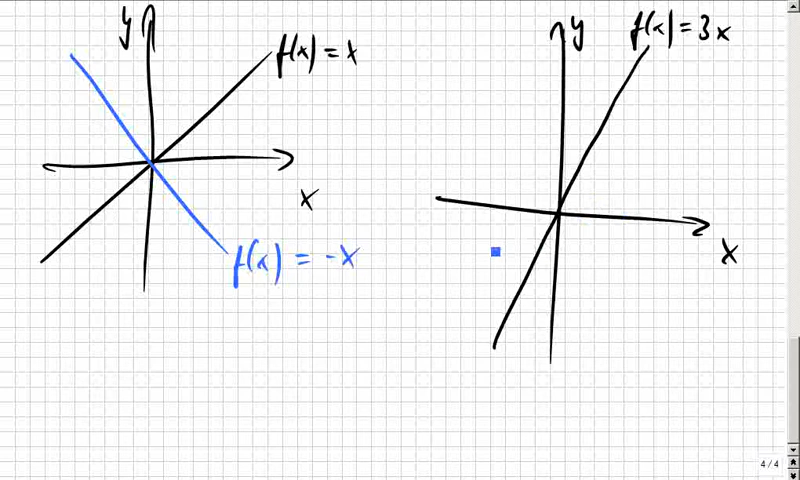 y
f(x) = x
x
f(x) = -x
y
f(x) = 3x
x
4 / 4